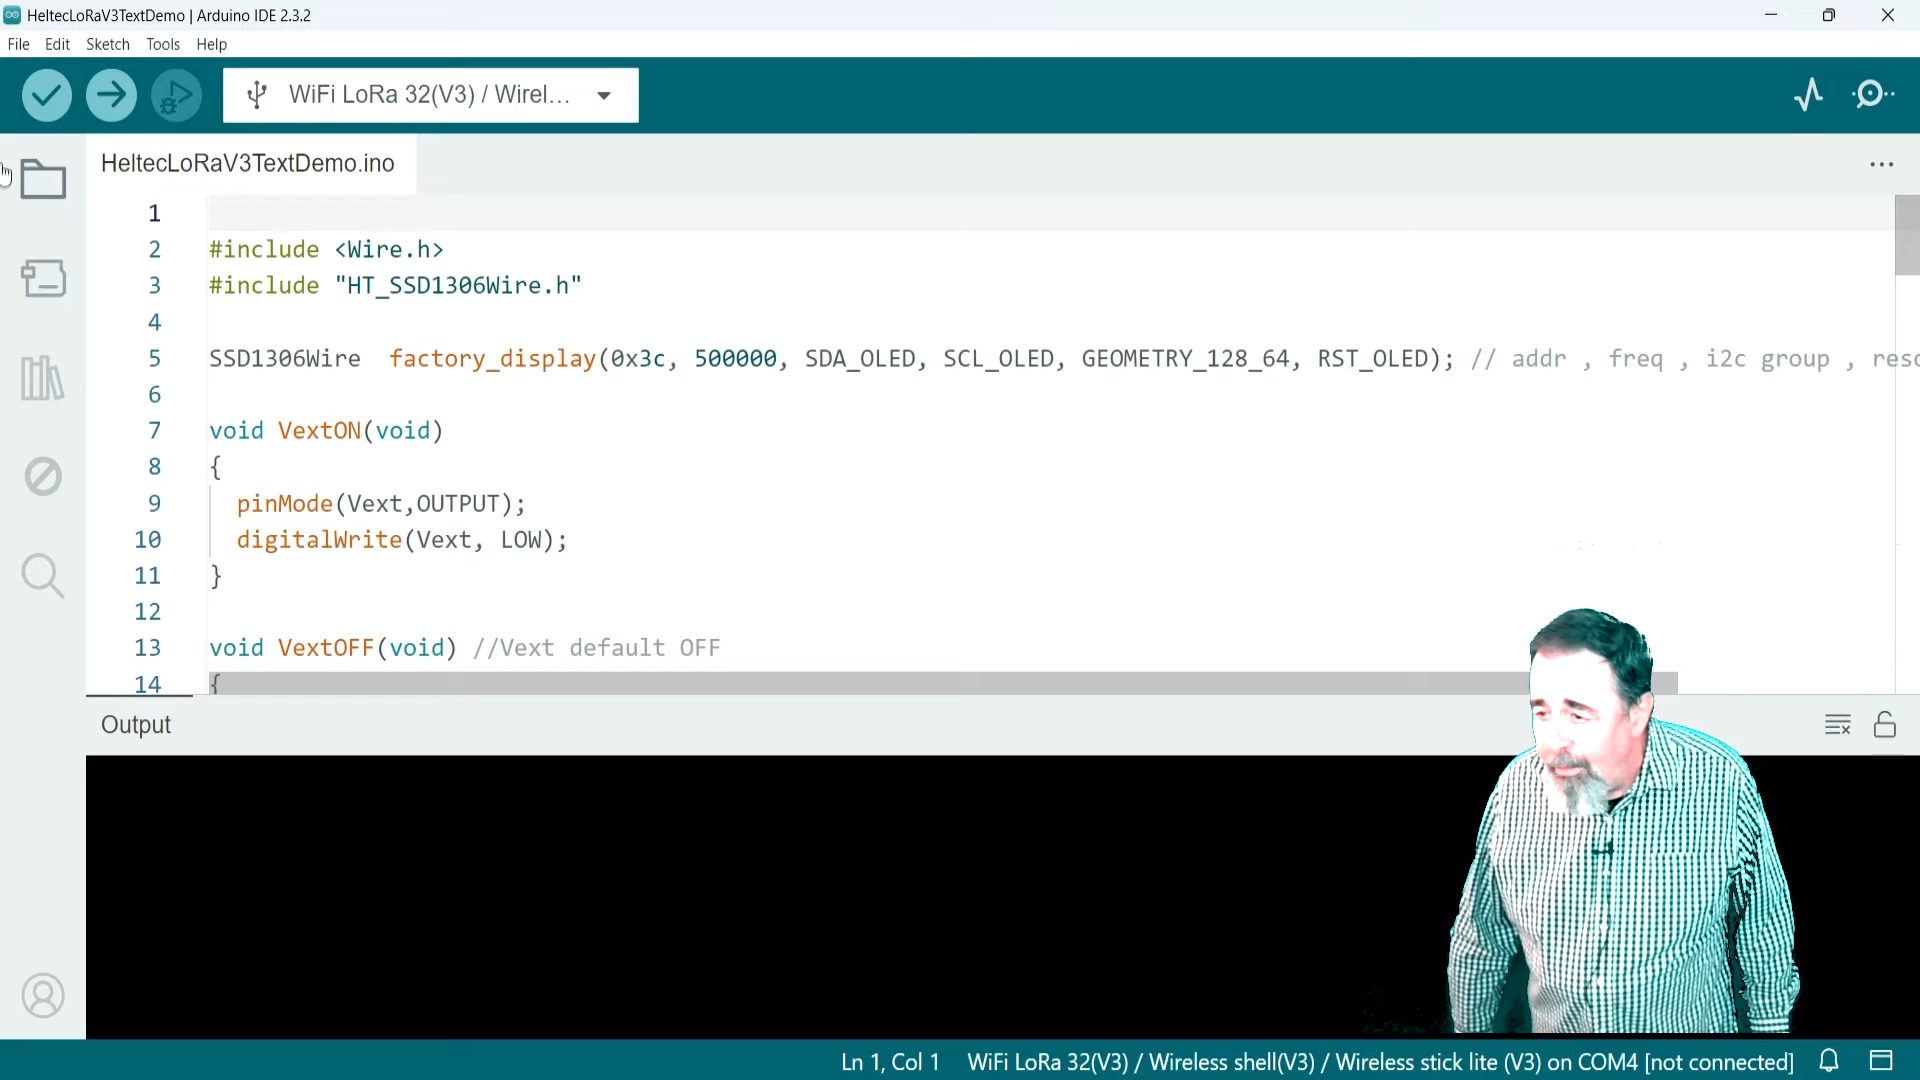 HeltecLoRaV3TextDemo | Arduino IDE 2.3.2
File Edit Sketch Tools Help
WiFi LoRa 32(V3) / Wirel...
HeltecLoRaV3TextDemo.ino
1
2 #include <Wire.h>
3 #include "HT_SSD1306Wire.h"
4
5 SSD1306Wire factory_display(0x3c, 500000, SDA_OLED, SCL_OLED, GEOMETRY_128_64, RST_OLED); // addr , freq , i2c group , reso
6
7 void VextON(void)
8 {
9 pinMode(Vext,OUTPUT);
10 digitalWrite(Vext, LOW);
11 }
12
13 void VextOFF(void) //Vext default OFF
14 {
Output
Ln 1, Col 1 WiFi LoRa 32(V3) / Wireless shell(V3) / Wireless stick lite (V3) on COM4 [not connected]